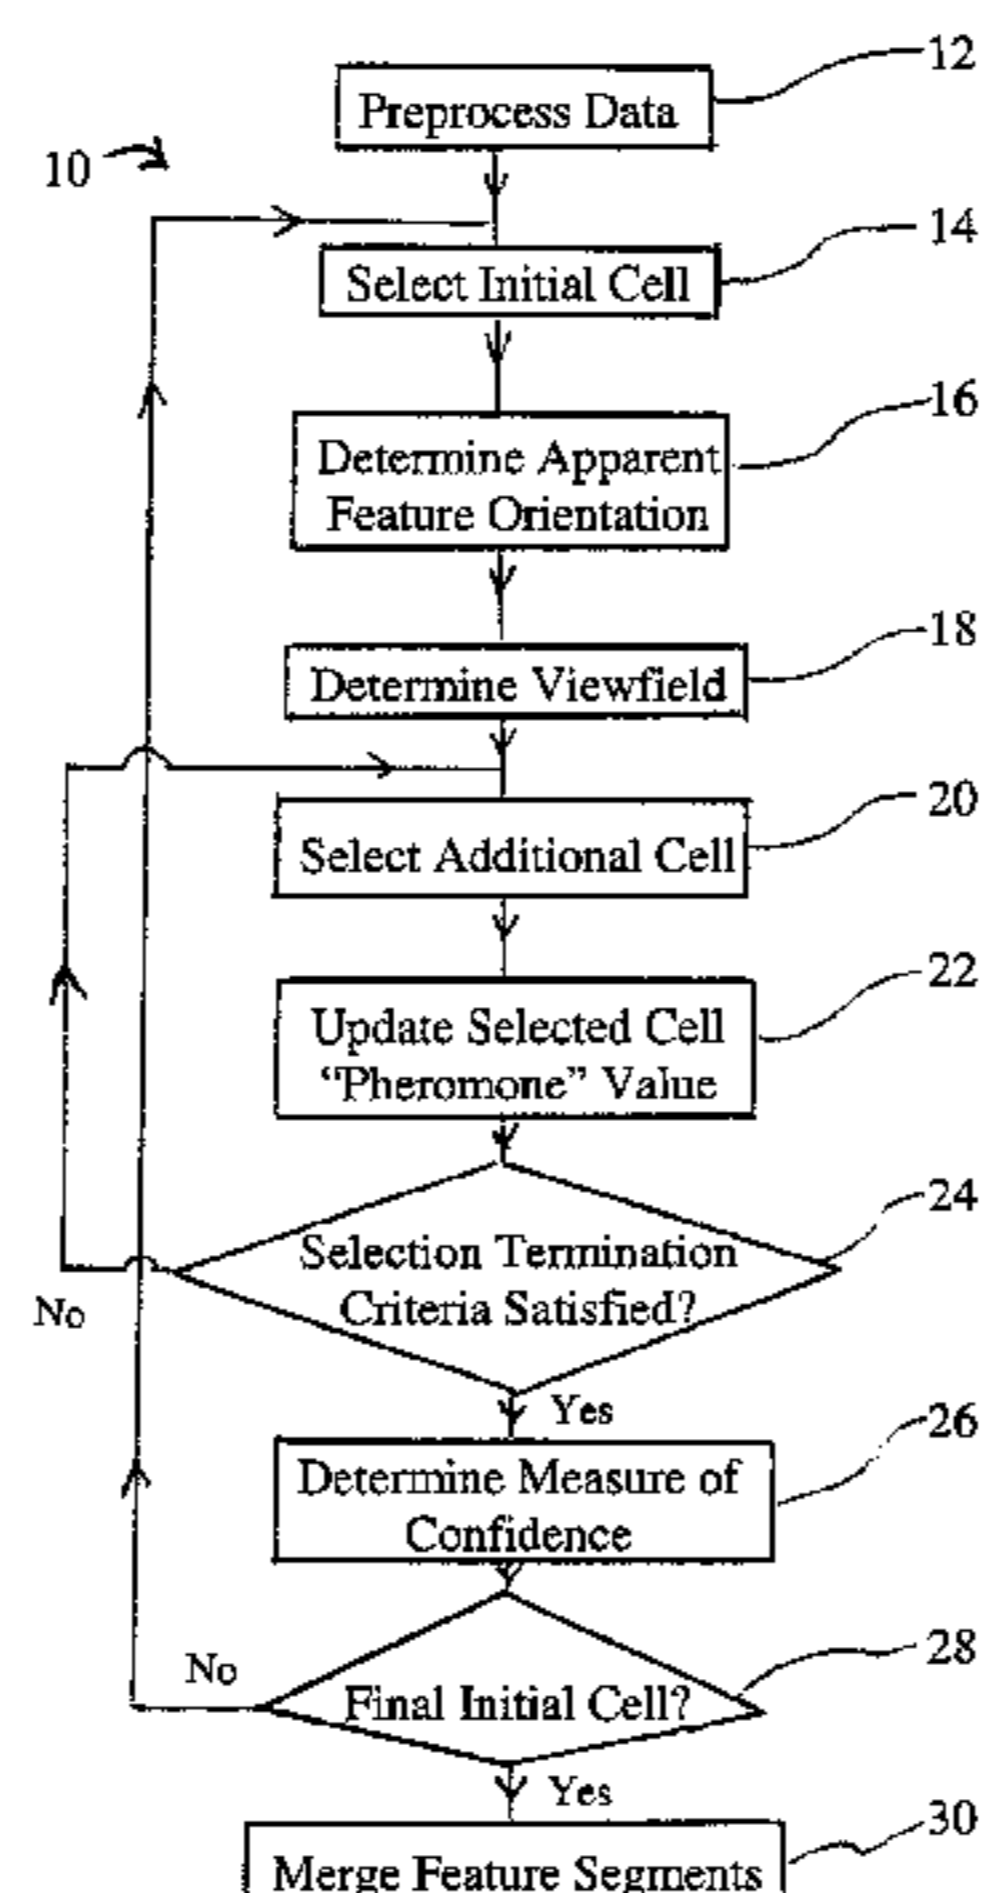 12
Preprocess Data
10
14
Select Initial Cell
16
Determine Apparent
Feature Orientation
18
Determine Viewfield
20
Select Additional Cell
22
Update Selected Cell
“Pheromone” Value
24
Selection Termination
Criteria Satisfied?
No
Yes
26
Determine Measure of
Confidence
28
No
Final Initial Cell?
Yes
30
Merge Feature Segments